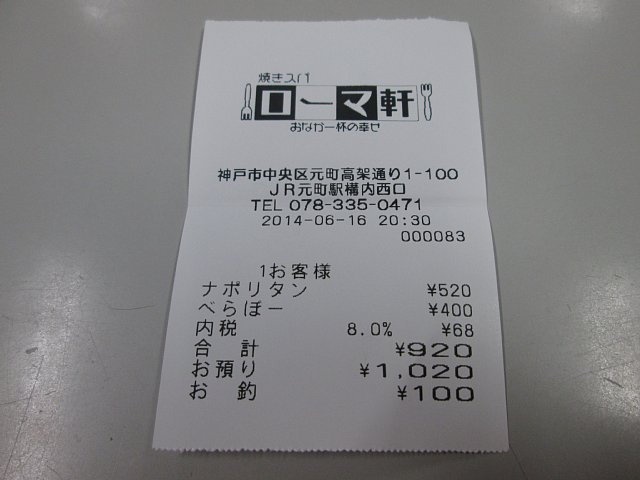 焼きスパ
ローマ軒
おなか一杯の幸せ
神戸市中央区元町高架通り1-100
JR元町駅構内西口
TEL 078-335-0471
2014-06-16 20:30
000083
1お客様
ナポリタン ¥520
べらぼー ¥400
内税 8.0% ¥68
合 計 ¥920
お預り ¥1,020
お 釣 ¥100